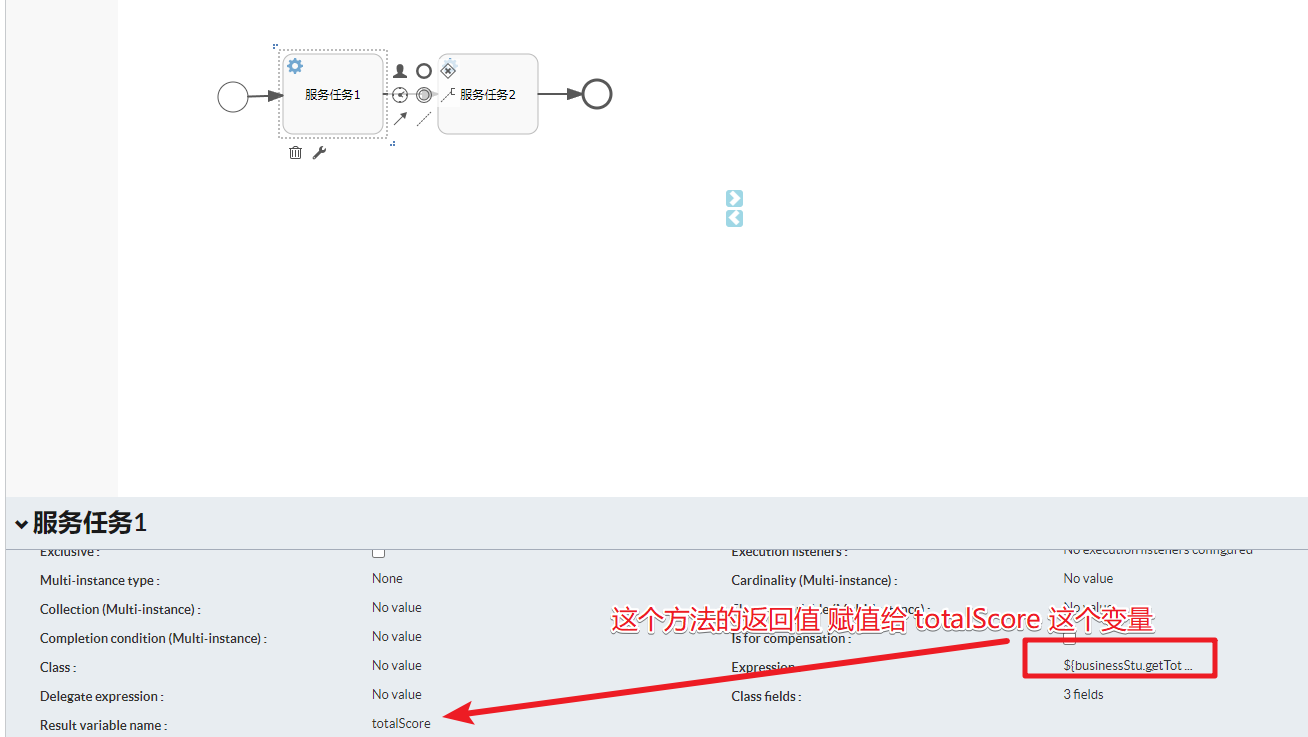 服务任务1
服务任务2
服务任务1
Exclusive :
Execution listeners :
No execution listeners configured
Multi-instance type :
None
Cardinality (Multi-instance) :
No value
Collection (Multi-instance) :
No value
No value
这个方法的返回值 赋值给 totalScore 这个变量
Completion condition (Multi-instance) :
No value
Is for compensation :
Class :
No value
Expression
${businessStu.getTot ...
Delegate expression :
No value
Class fields :
3 fields
Result variable name :
totalScore